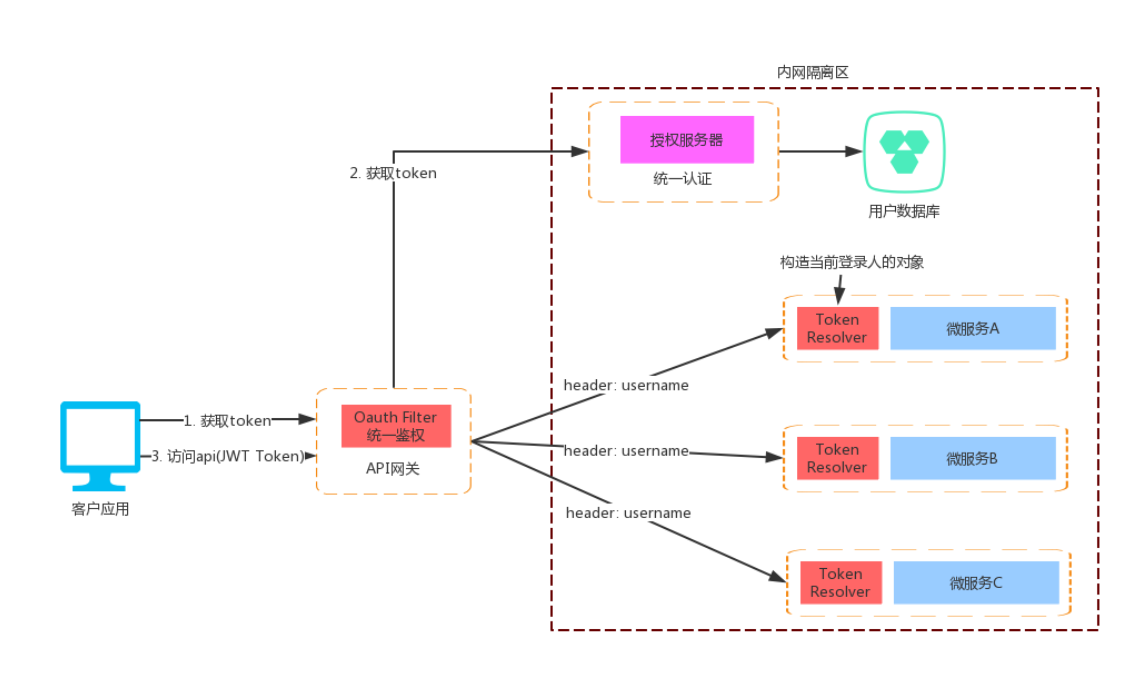 内网隔离区
授权服务器
统一认证
用户数据库
2. 获取token
构造当前登录人的对象
Token
Resolver
微服务A
header: username
1. 获取token
Oauth Filter
统一鉴权
API网关
3. 访问api(JWT Token)
客户应用
header: username
Token
Resolver
微服务B
header: username
Token
Resolver
微服务C